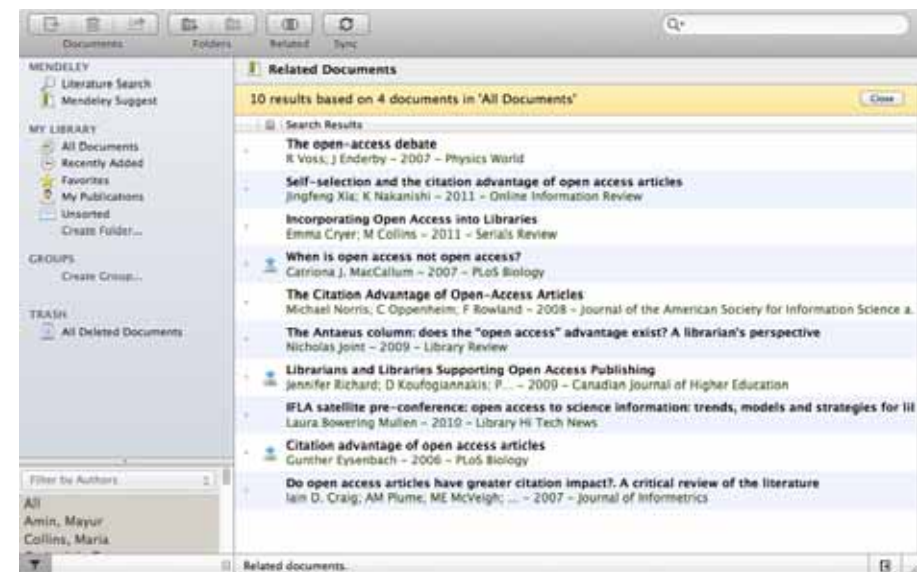 Documents
Folders
Related
Sync
MENDELEY
Literature Search
Mendeley Suggest
MY LIBRARY
All Documents
Recently Added
Favorites
My Publications
Unsorted
Create Folder...
GROUPS
Create Group...
TRASH
All Deleted Documents
Filter by Authors
All
Amin, Mayur
Collins, Maria
Related Documents
10 results based on 4 documents in 'All Documents'
Close
Search Results
The open-access debate
R Voss; J Enderby – 2007 – Physics World
Self-selection and the citation advantage of open access articles
Jingfeng Xia; K Nakanishi – 2011 – Online Information Review
Incorporating Open Access into Libraries
Emma Cryer; M Collins – 2011 – Serials Review
When is open access not open access?
Catriona J. MacCallum – 2007 – PLoS Biology
The Citation Advantage of Open-Access Articles
Michael Norris; C Oppenheim; F Rowland – 2008 – Journal of the American Society for Information Science a.
The Antaeus column: does the "open access" advantage exist? A librarian's perspective
Nicholas Joint – 2009 – Library Review
Librarians and Libraries Supporting Open Access Publishing
Jennifer Richard; D Koufogiannakis; P... – 2009 – Canadian Journal of Higher Education
IFLA satellite pre-conference: open access to science information: trends, models and strategies for lil
Laura Bowering Mullen – 2010 – Library Hi Tech News
Citation advantage of open access articles
Gunther Eysenbach – 2006 – PLoS Biology
Do open access articles have greater citation impact?. A critical review of the literature
Iain D. Craig; AM Plume; ME McVeigh; ... – 2007 – Journal of Informetrics
Related documents.